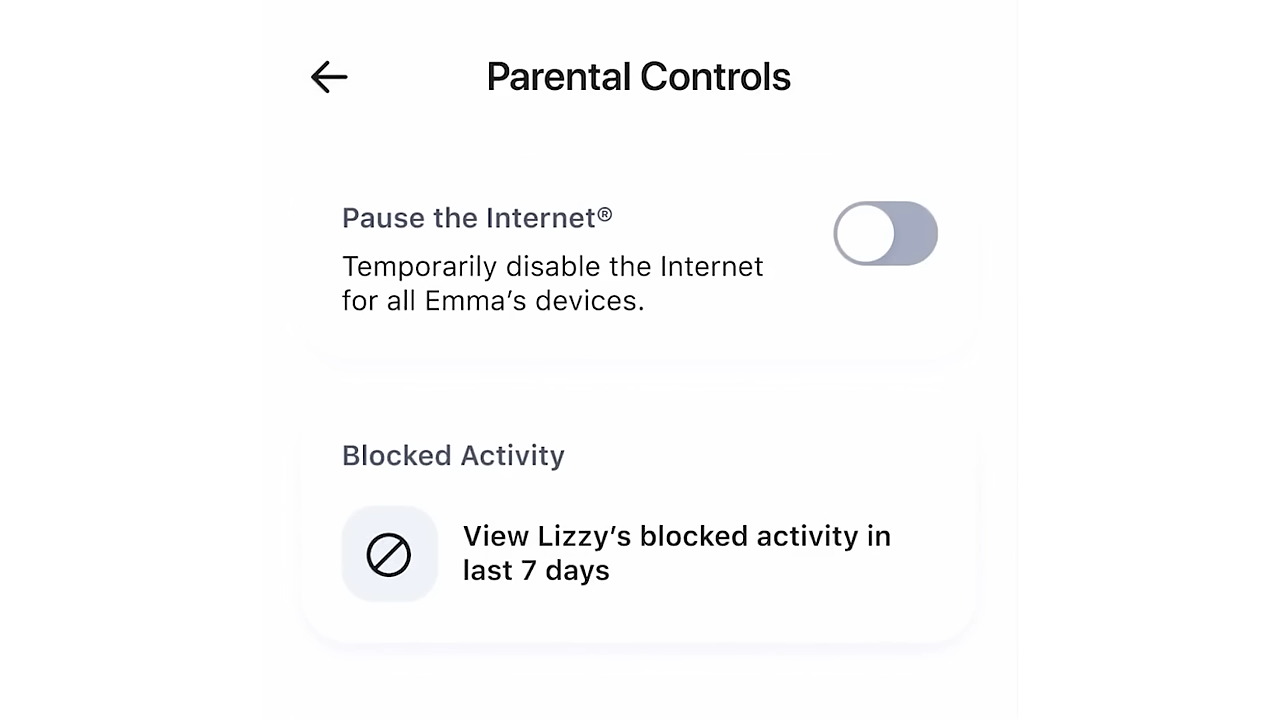 Parental Controls
Pause the Internet®
Temporarily disable the Internet
for all Emma’s devices.
Blocked Activity
View Lizzy’s blocked activity in
last 7 days